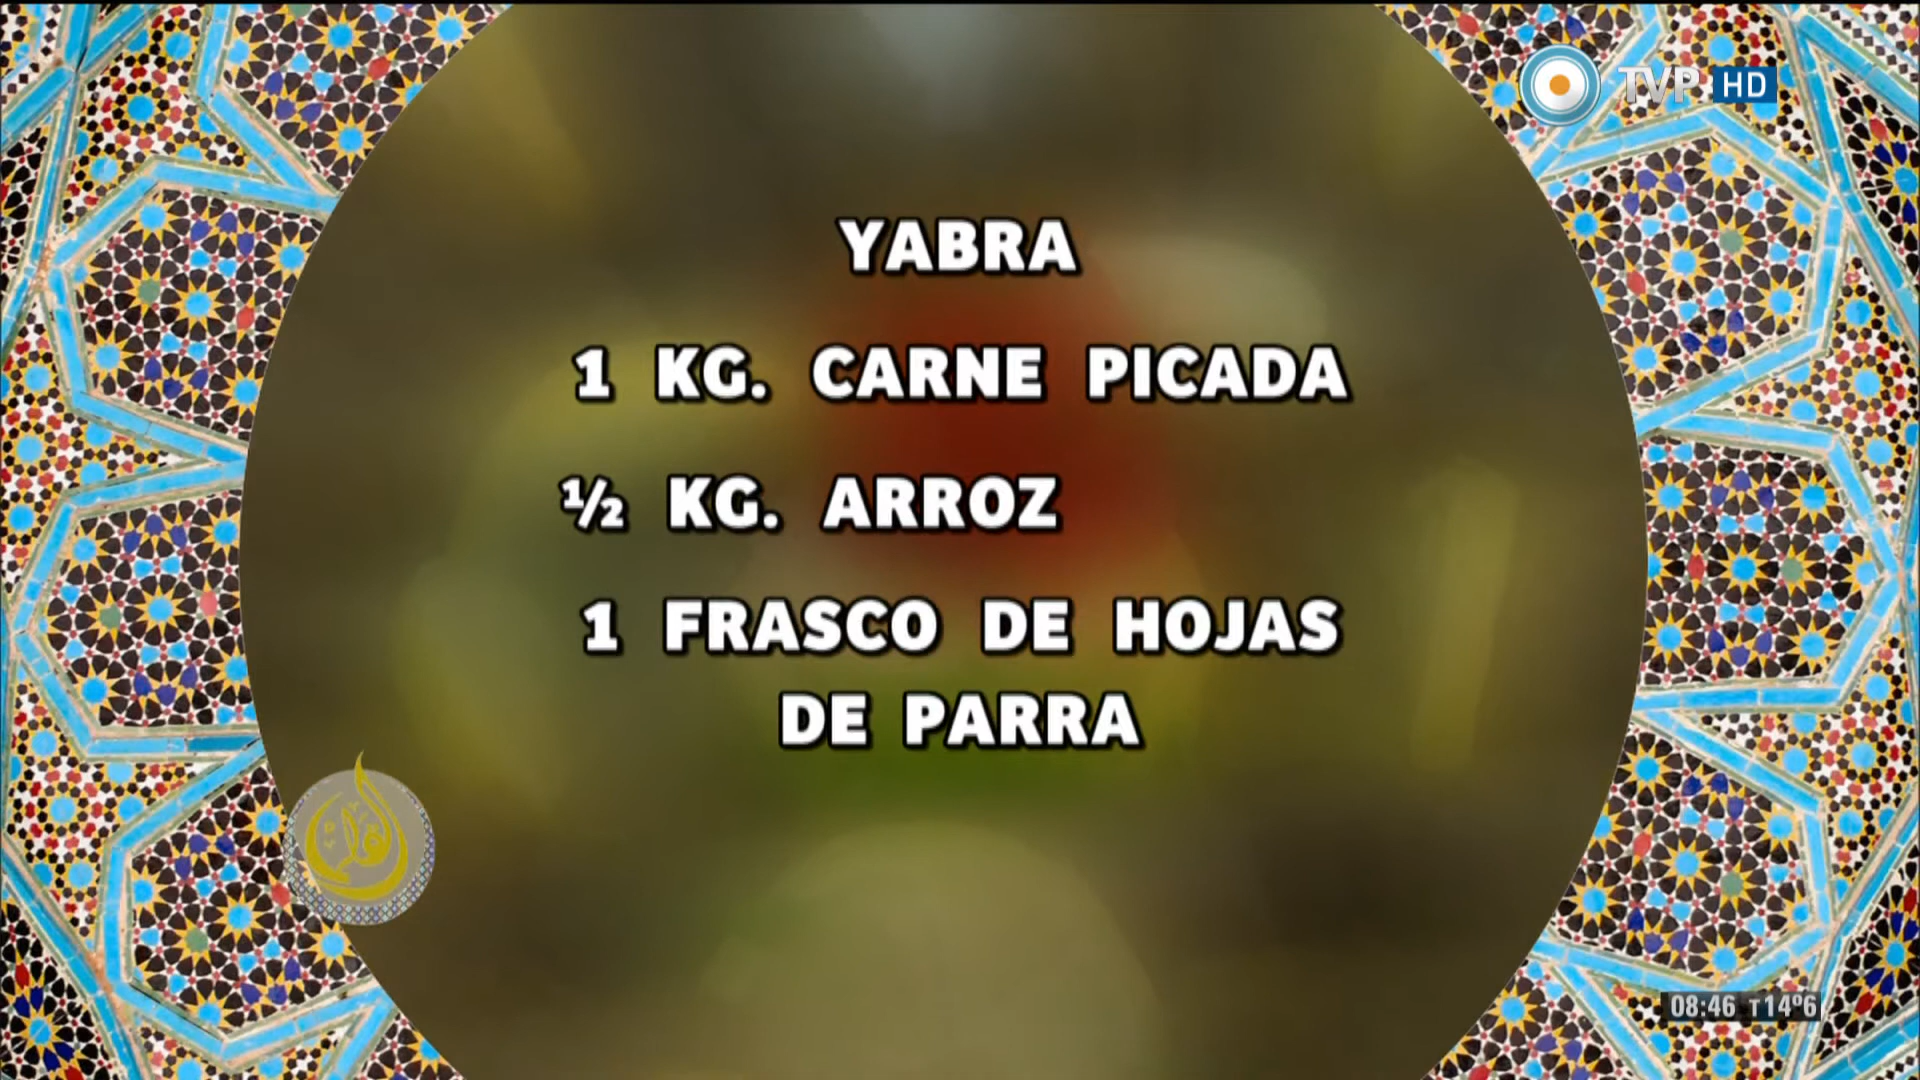 TVP HD
YABRA
1 KG. CARNE PICADA
½ KG. ARROZ
1 FRASCO DE HOJAS
DE PARRA
08:46 T14º6